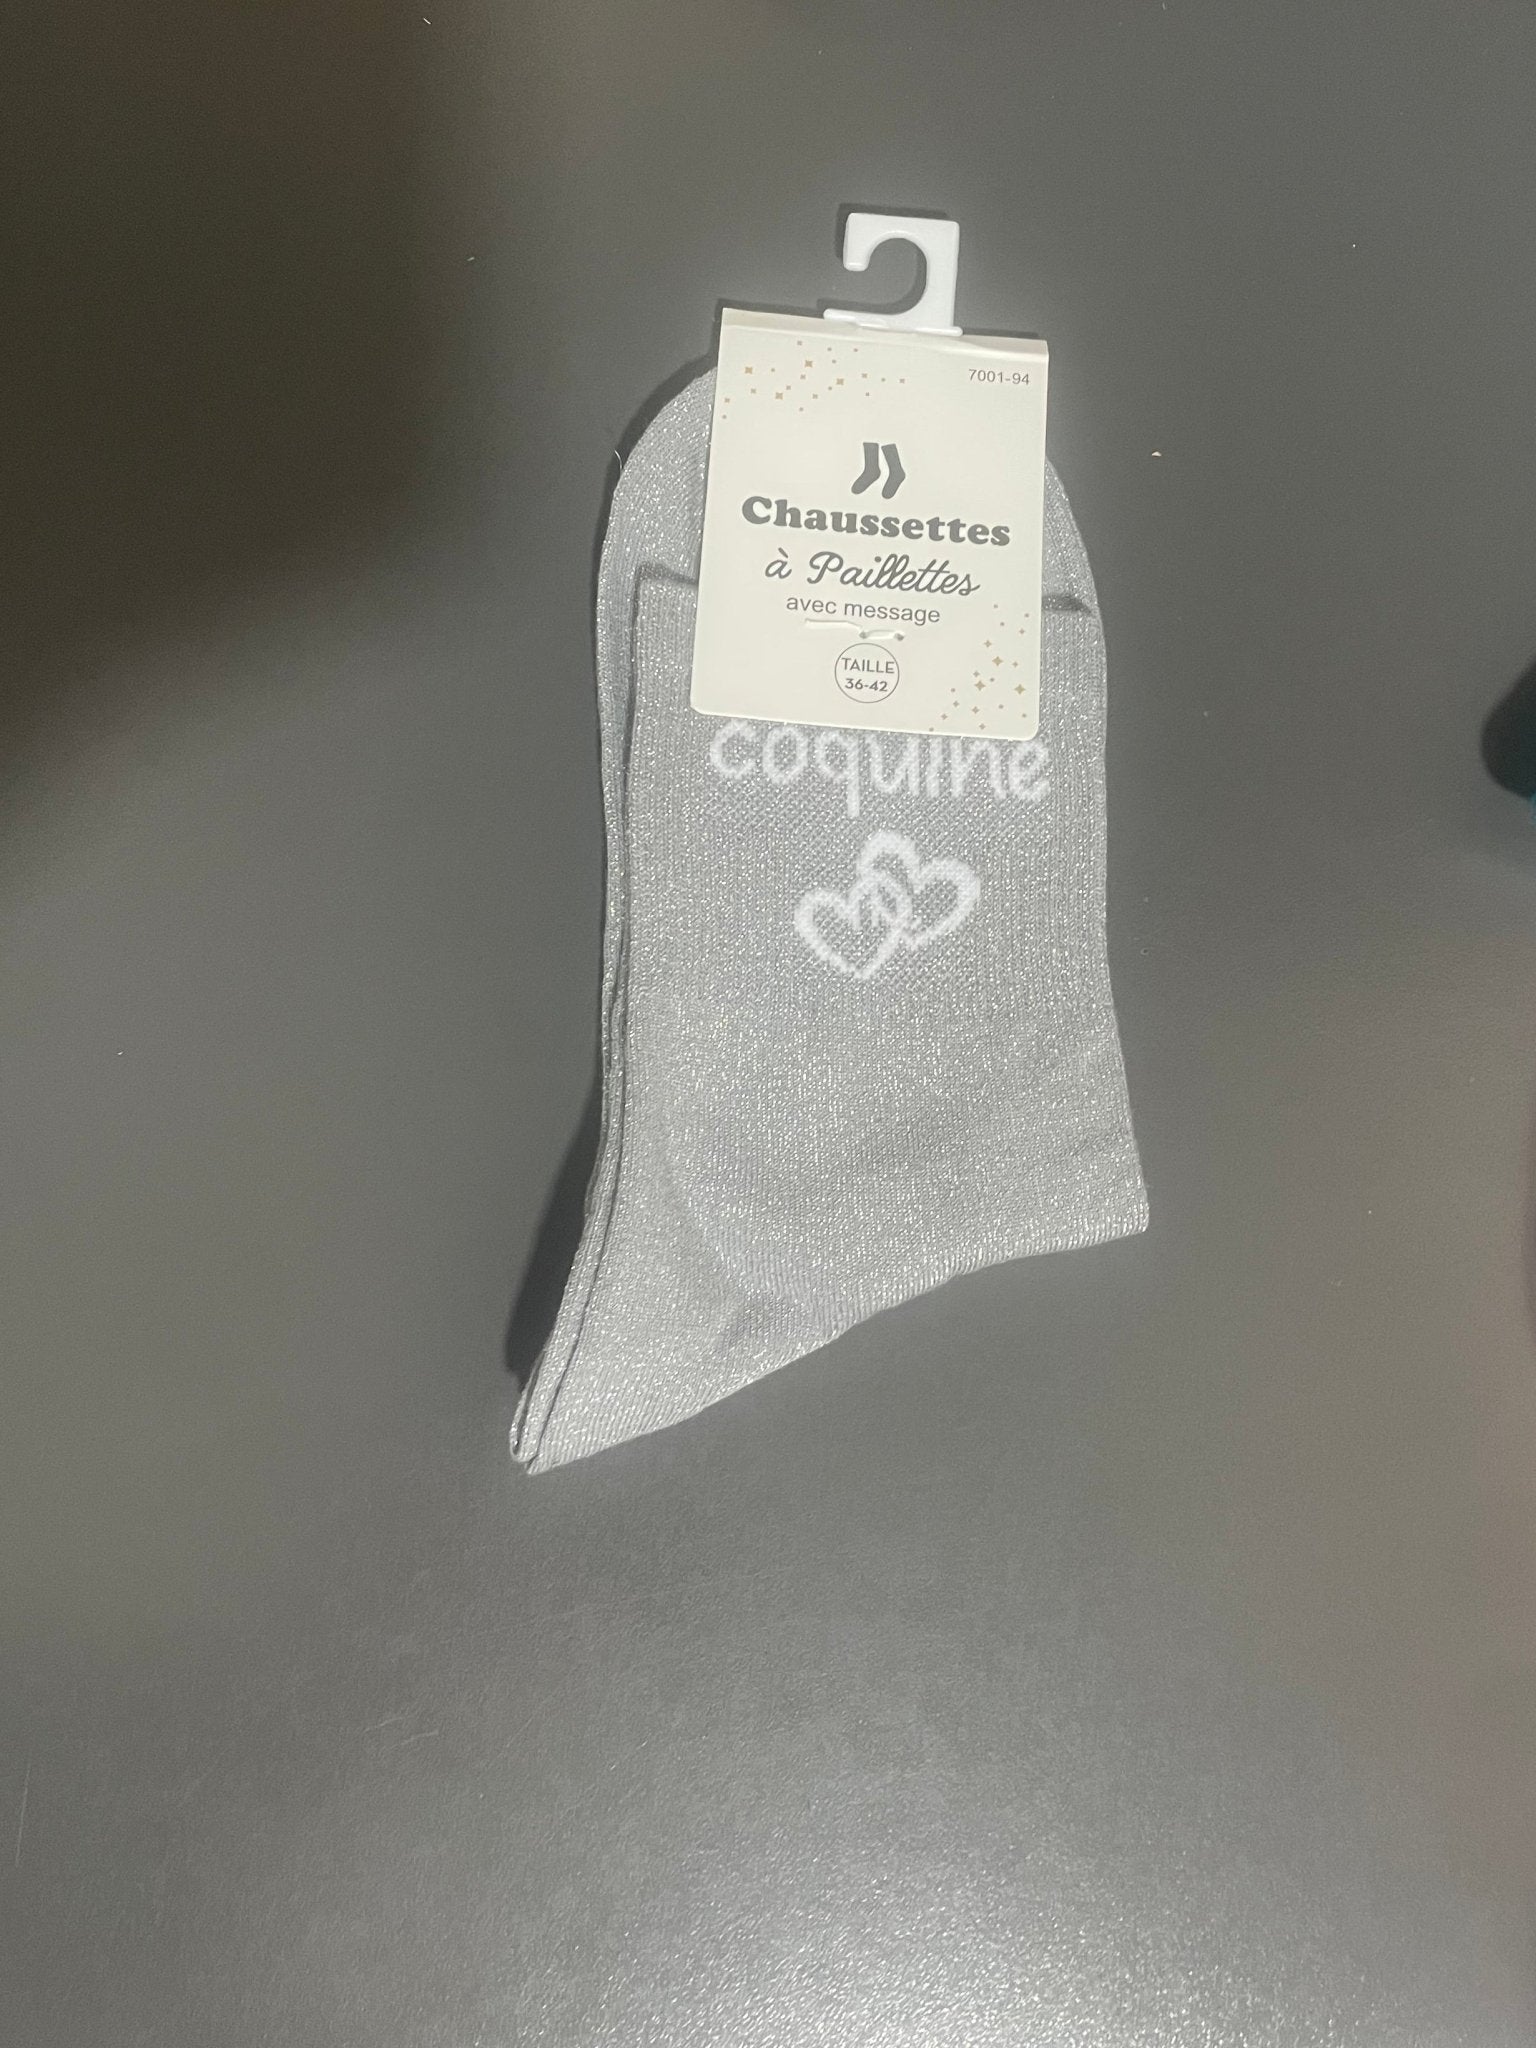 7001-94
Chaussettes
à Paillettes
avec message
TAILLE
36-42
coquine